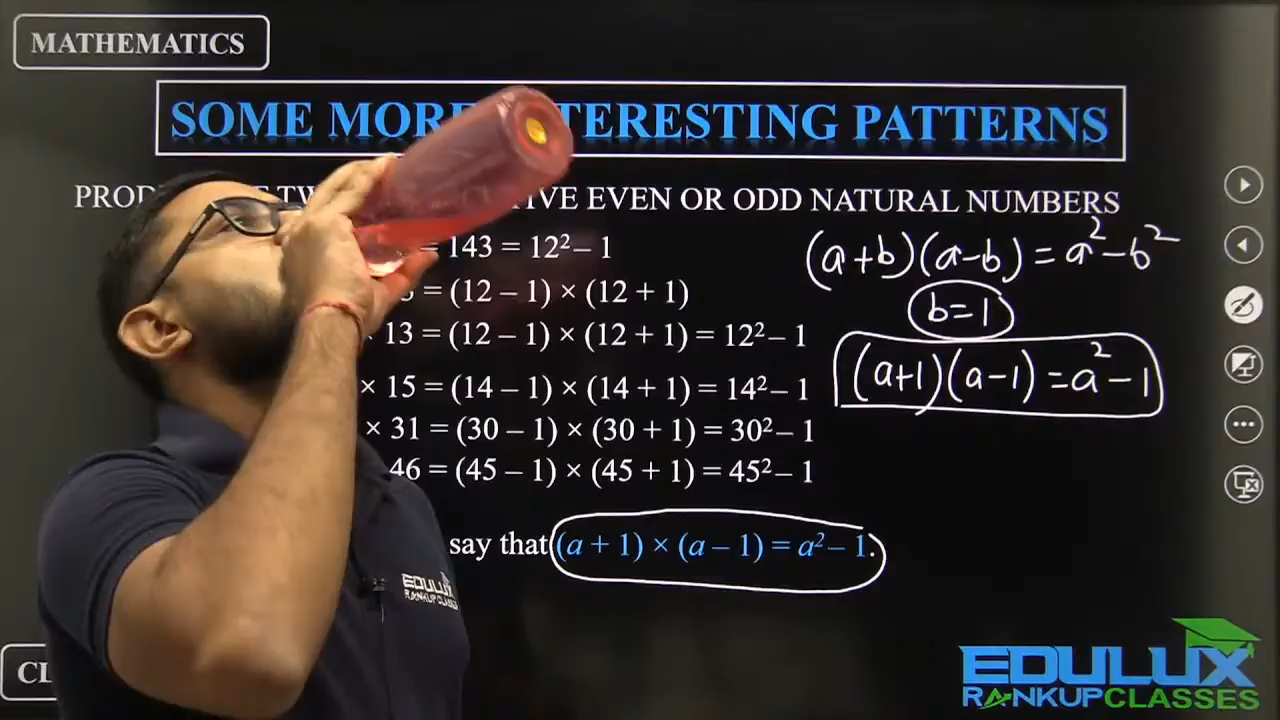 MATHEMATICS
SOME MORE INTERESTING PATTERNS
PROD TW IVE EVEN OR ODD NATURAL NUMBERS
= 143 = 12² – 1
= (12 – 1) × (12 + 1)
13 = (12 – 1) × (12 + 1) = 12² – 1
× 15 = (14 – 1) × (14 + 1) = 14² – 1
× 31 = (30 – 1) × (30 + 1) = 30² – 1
46 = (45 – 1) × (45 + 1) = 45² – 1
say that (a + 1) × (a – 1) = a² – 1.
(a+b)(a-b) = a² - b²
b=1
(a+1)(a-1) = a² - 1
EDULUX
RANKUP CLASSES
CL
EDULUX
RANKUPCLASSES